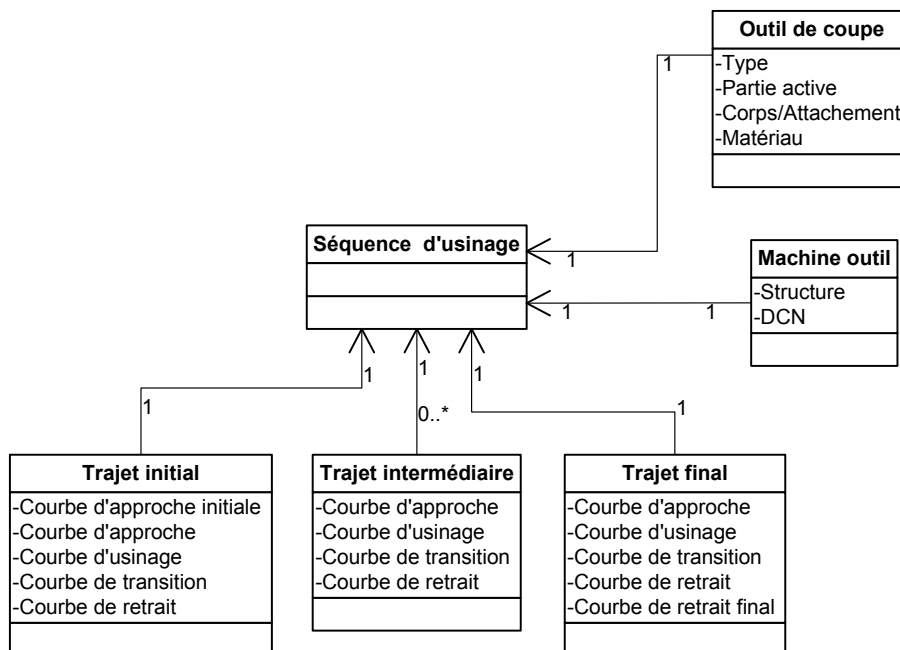 Outil de coupe
-Type
-Partie active
-Corps/Attachement
-Matériau
1
1
Séquence d'usinage
Machine outil
-Structure
-DCN
1
1
1
1
1
1
0..*
1
Trajet initial
-Courbe d'approche initiale
-Courbe d'approche
-Courbe d'usinage
-Courbe de transition
-Courbe de retrait
Trajet intermédiaire
-Courbe d'approche
-Courbe d'usinage
-Courbe de transition
-Courbe de retrait
Trajet final
-Courbe d'approche
-Courbe d'usinage
-Courbe de transition
-Courbe de retrait
-Courbe de retrait final